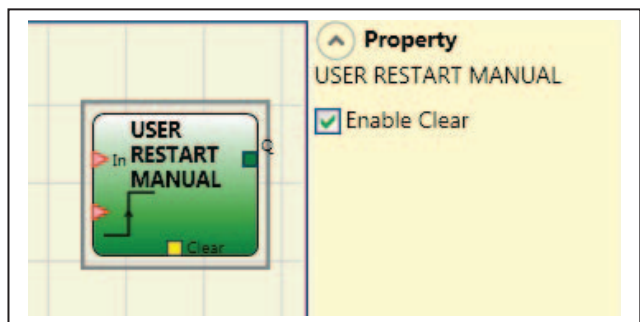 Property
USER RESTART MANUAL
Enable Clear
USER
In RESTART
MANUAL
Q
Clear